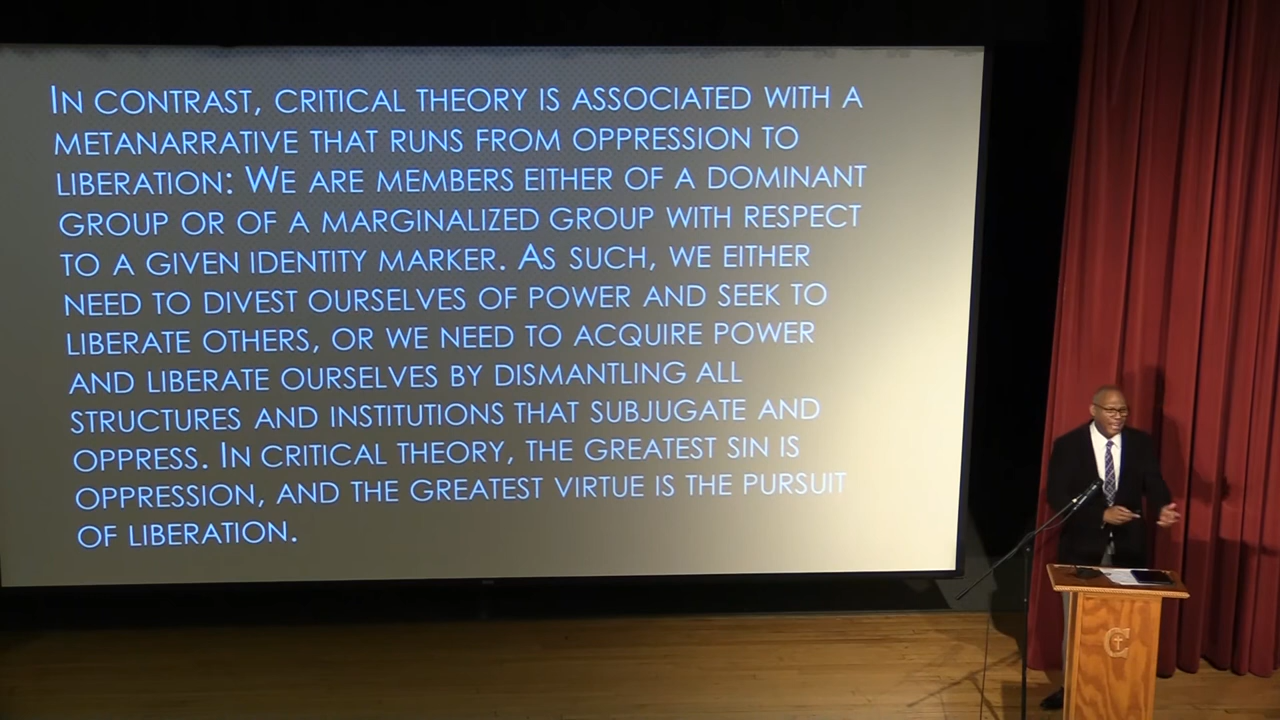 IN CONTRAST, CRITICAL THEORY IS ASSOCIATED WITH A
METANARRATIVE THAT RUNS FROM OPPRESSION TO
LIBERATION: WE ARE MEMBERS EITHER OF A DOMINANT
GROUP OR OF A MARGINALIZED GROUP WITH RESPECT
TO A GIVEN IDENTITY MARKER. AS SUCH, WE EITHER
NEED TO DIVEST OURSELVES OF POWER AND SEEK TO
LIBERATE OTHERS, OR WE NEED TO ACQUIRE POWER
AND LIBERATE OURSELVES BY DISMANTLING ALL
STRUCTURES AND INSTITUTIONS THAT SUBJUGATE AND
OPPRESS. IN CRITICAL THEORY, THE GREATEST SIN IS
OPPRESSION, AND THE GREATEST VIRTUE IS THE PURSUIT
OF LIBERATION.
C